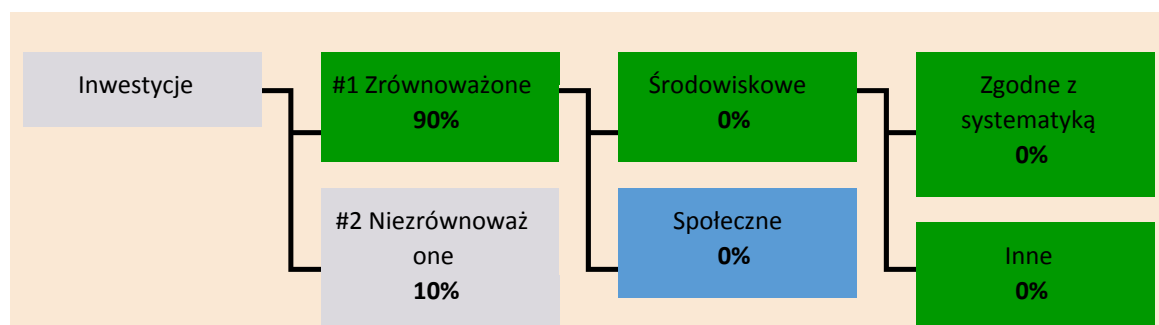 Inwestycje
#1 Zrównoważone
90%
#2 Niezrównoważ
one
10%
Środowiskowe
0%
Społeczne
0%
Zgodne z
systematyką
0%
Inne
0%